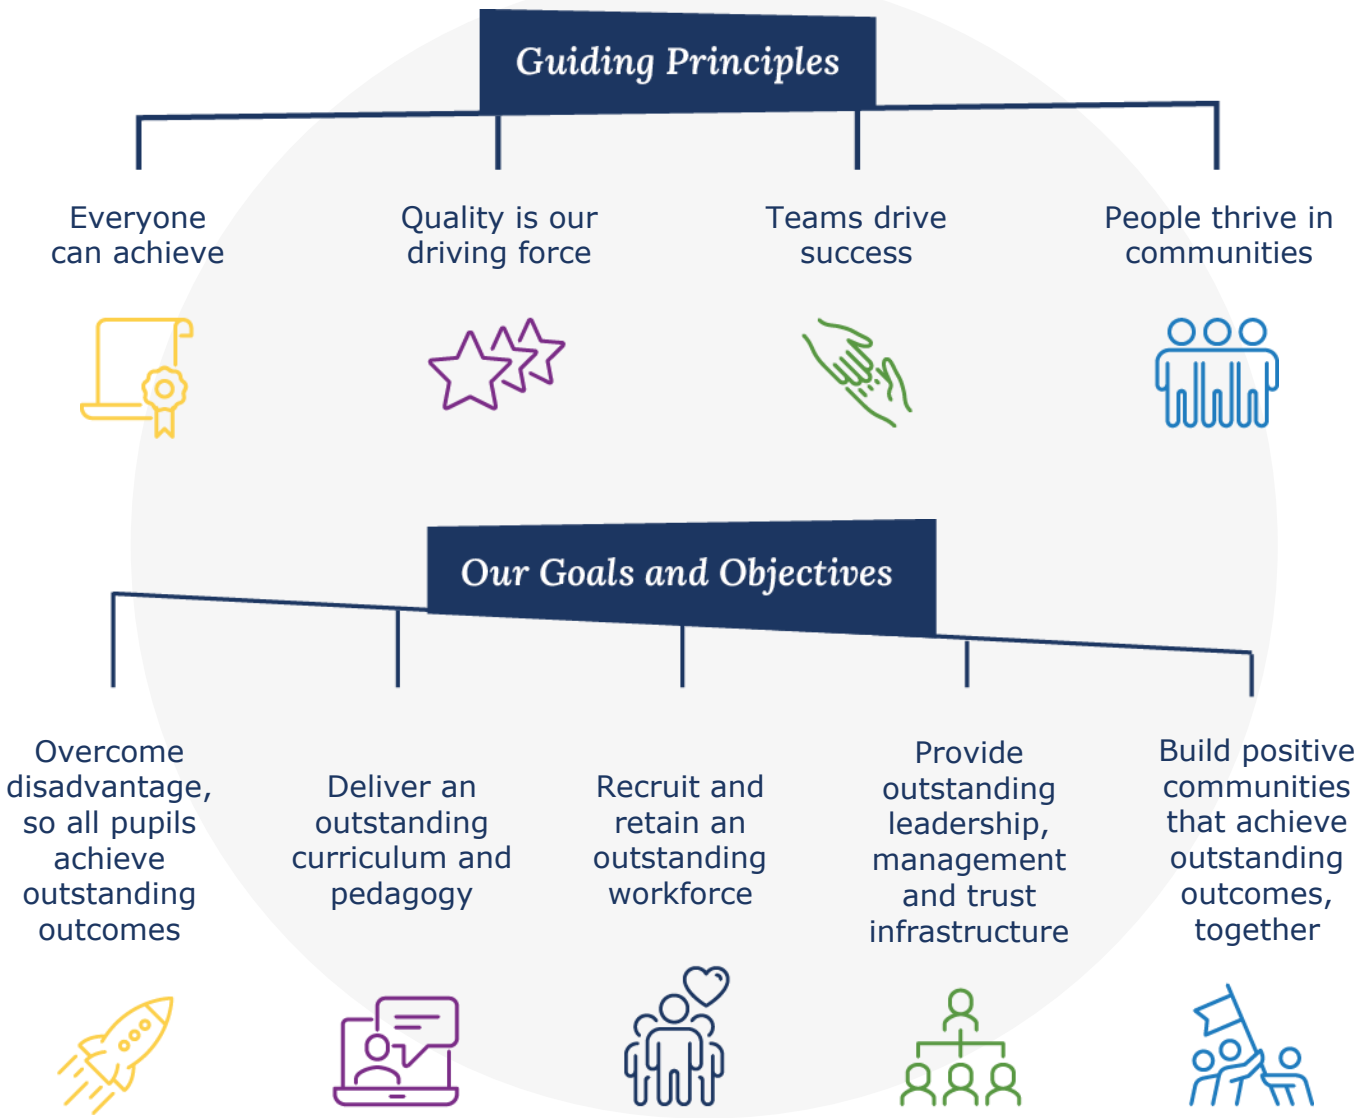 Guiding Principles
Everyone
can achieve
Quality is our
driving force
Teams drive
success
People thrive in
communities
Our Goals and Objectives
Overcome
disadvantage,
so all pupils
achieve
outstanding
outcomes
Deliver an
outstanding
curriculum and
pedagogy
Recruit and
retain an
outstanding
workforce
Provide
outstanding
leadership,
management
and trust
infrastructure
Build positive
communities
that achieve
outstanding
outcomes,
together